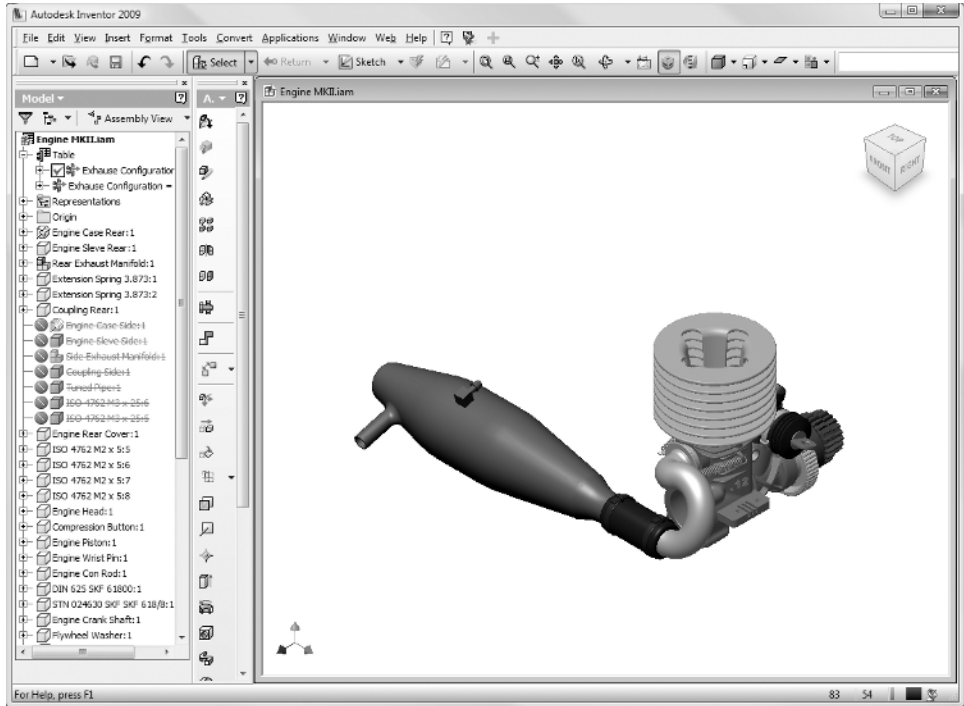 Autodesk Inventor 2009
File Edit View Insert Format Tools Convert Applications Window Web Help
Select Return Sketch
Model
A.
Engine MKII.iam
Assembly View
Engine MKII.iam
Table
Exhause Configuration
Exhause Configuration =
Representations
Origin
Engine Case Rear:1
Engine Sleve Rear:1
Rear Exhaust Manifold:1
Extension Spring 3.873:1
Extension Spring 3.873:2
Coupling Rear:1
Engine Case Side:1
Engine Sleve Side:1
Side Exhaust Manifold:1
Coupling Side:1
Tuned Pipe:1
ISO 4762 M3 x 25:6
ISO 4762 M3 x 25:5
Engine Rear Cover:1
ISO 4762 M2 x 5:5
ISO 4762 M2 x 5:6
ISO 4762 M2 x 5:7
ISO 4762 M2 x 5:8
Engine Head:1
Compression Button:1
Engine Piston:1
Engine Wrist Pin:1
Engine Con Rod:1
DIN 625 SKF 61800:1
STN 024630 SKF SKF 618/8:1
Engine Crank Shaft:1
Flywheel Washer:1
TOP
FRONT RIGHT
For Help, press F1
83 54